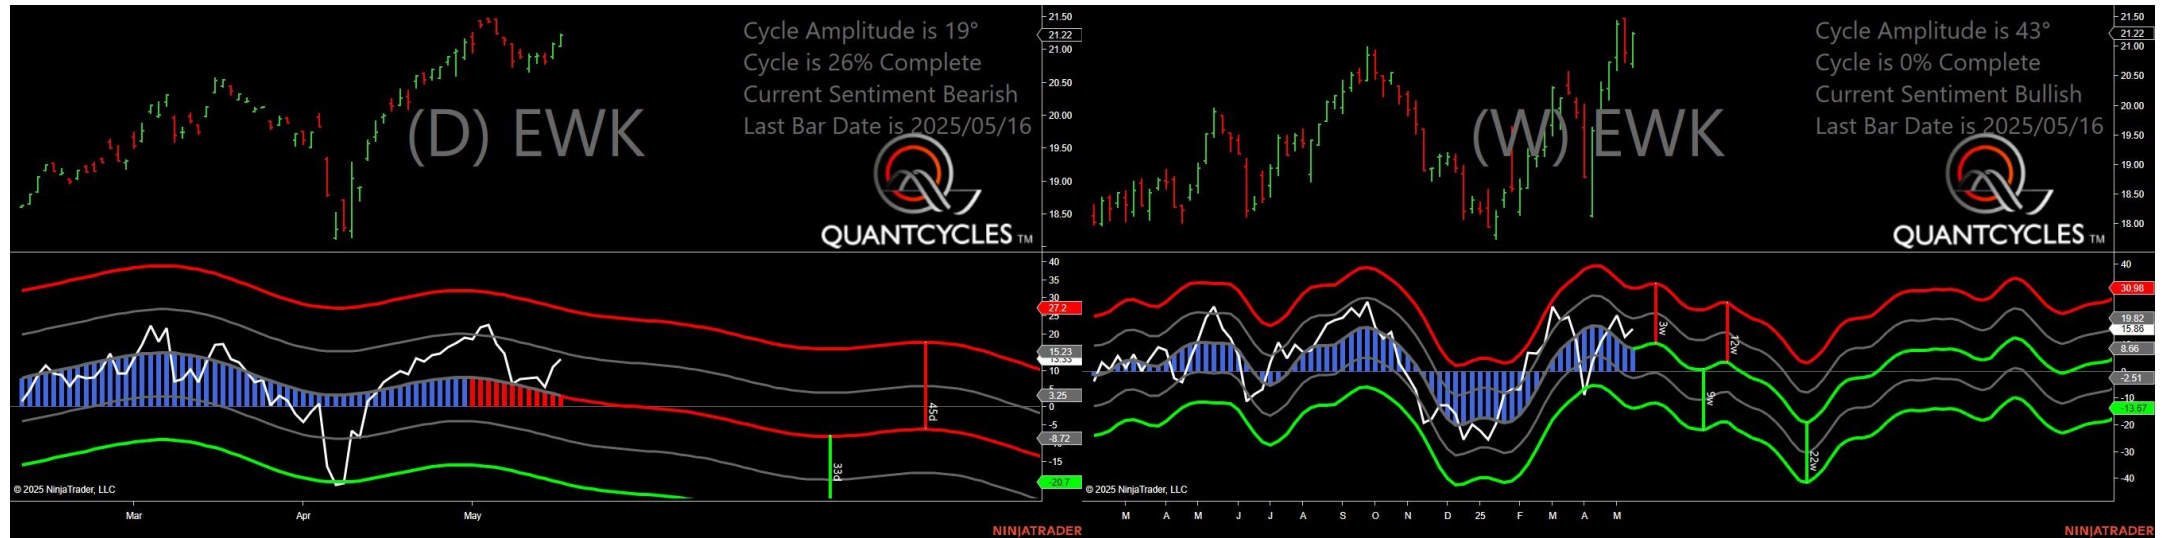 Cycle Amplitude is 19°
Cycle is 26% Complete
Current Sentiment Bearish
Last Bar Date is 2025/05/16
(D) EWK
QUANTCYCLES TM
21.50
21.22
21.00
20.50
20.00
19.50
19.00
18.50
40
35
30
27.2
25
20
15.23
10
5
3.25
0
-5
-8.72
-15
-20.7
45d
33d
© 2025 NinjaTrader, LLC
Mar
Apr
May
NINJATRADER
Cycle Amplitude is 43°
Cycle is 0% Complete
Current Sentiment Bullish
Last Bar Date is 2025/05/16
(W) EWK
QUANTCYCLES TM
21.50
21.22
21.00
20.50
20.00
19.50
19.00
18.50
18.00
40
30.98
19.82
15.86
8.66
-2.51
-13.67
-20
-30
-40
3w
12w
9w
22w
© 2025 NinjaTrader, LLC
M
A
M
J
J
A
S
O
N
D
25
F
M
A
M
NINJATRADER